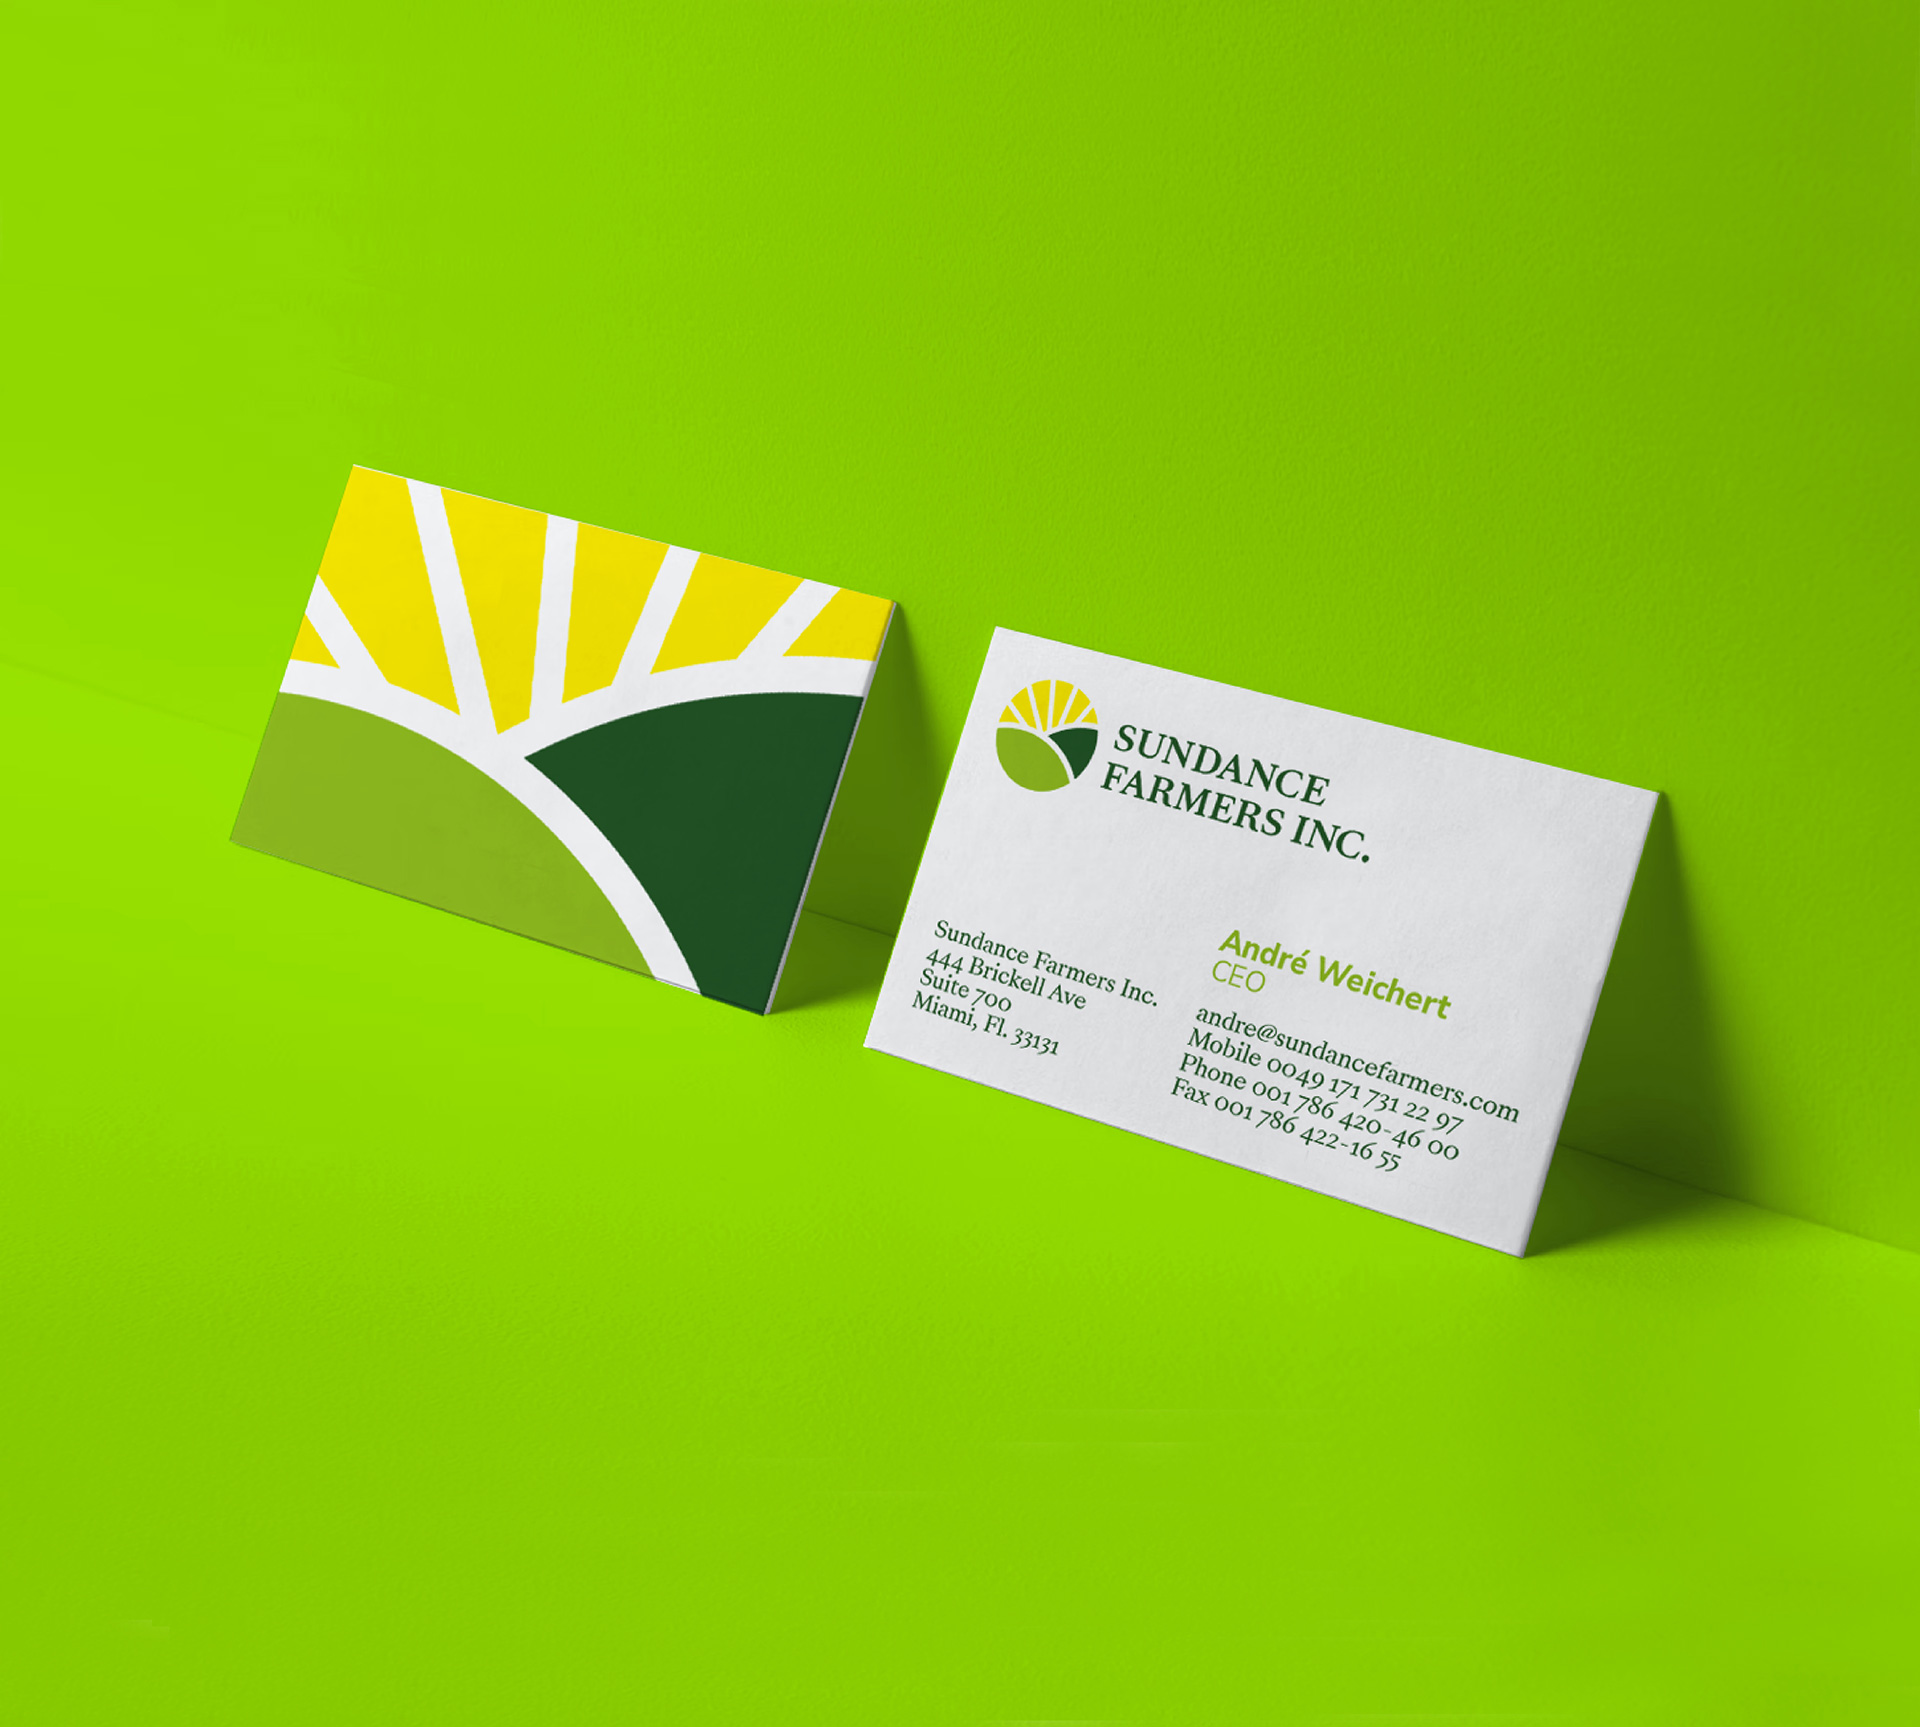 SUNDANCE
FARMERS INC.
Sundance Farmers Inc.
444 Brickell Ave
Suite 700
Miami, Fl. 33131
André Weichert
CEO
andre@sundancefarmers.com
Mobile 0049 171 731 22 97
Phone 001 786 420-46 00
Fax 001 786 422-16 55